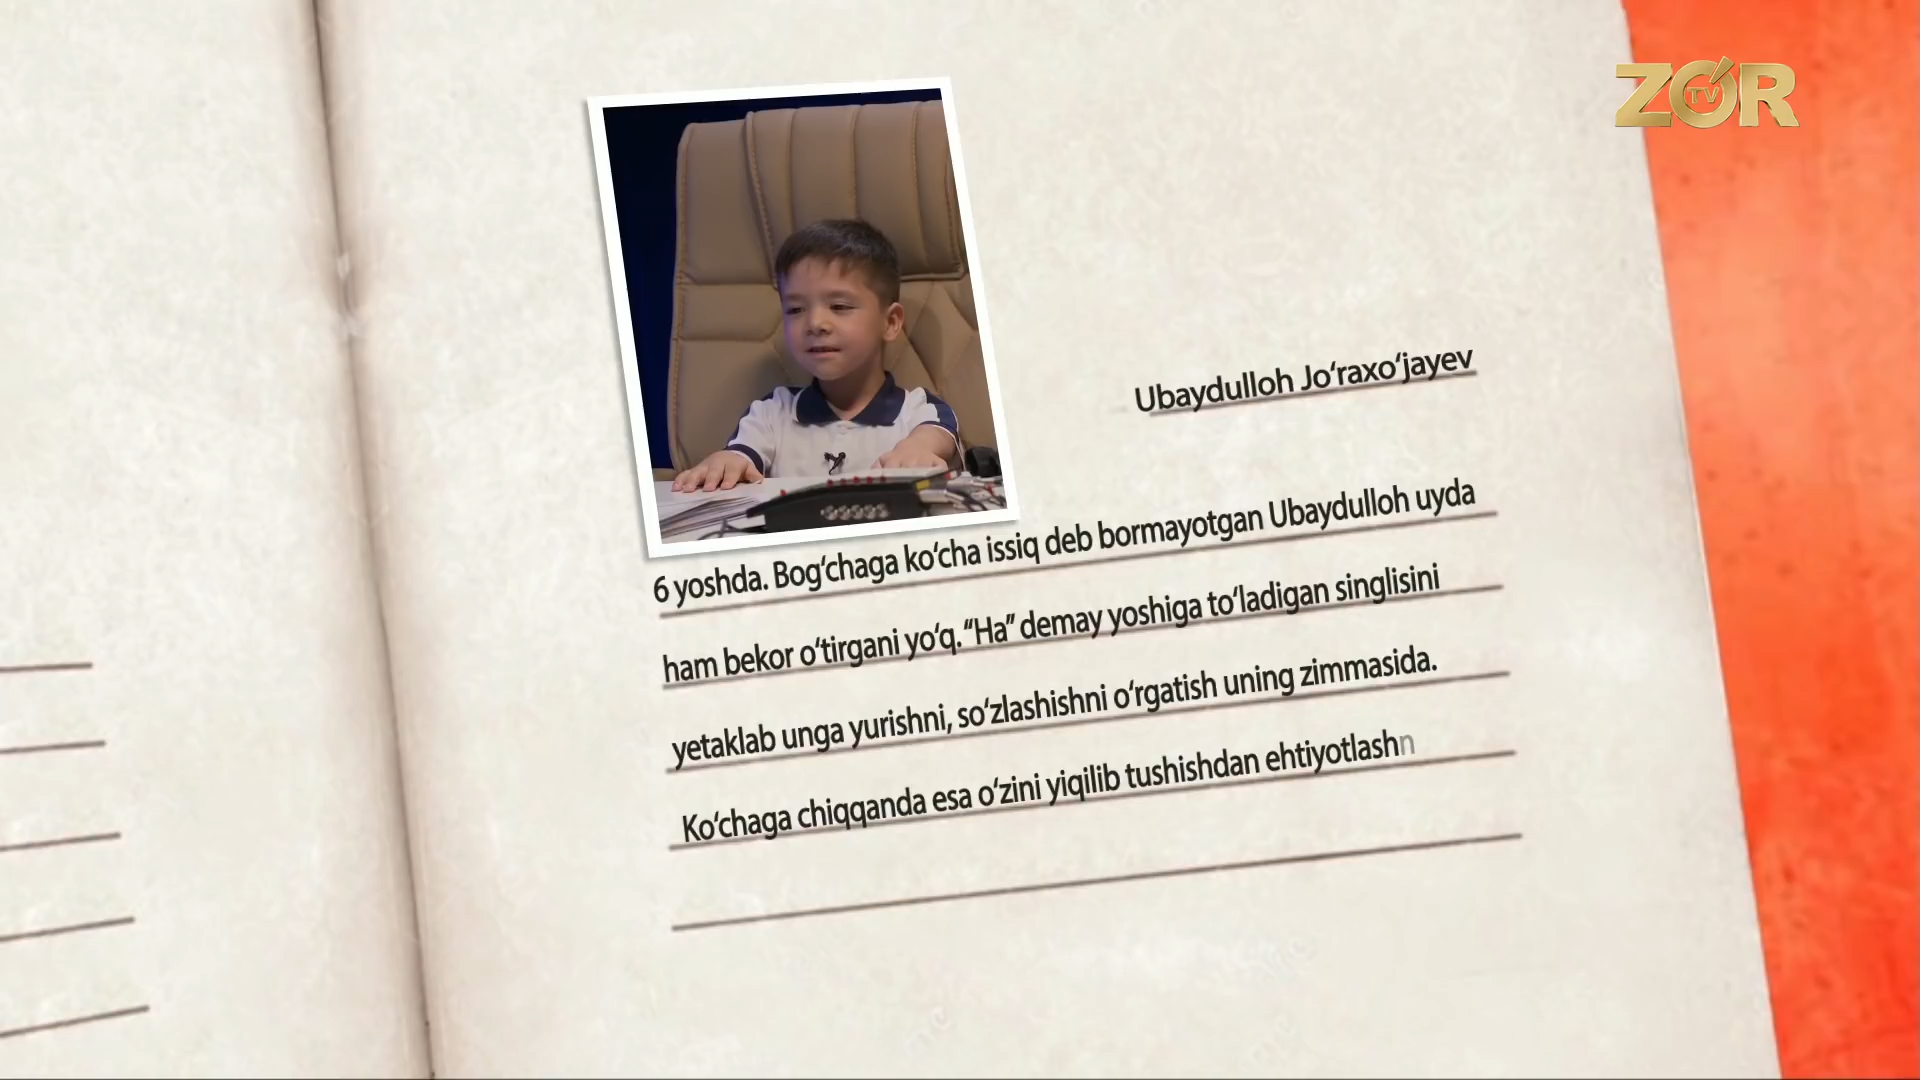 ZO'R
TV
Ubaydulloh Jo‘raxo‘jayev
6 yoshda. Bog‘chaga ko‘cha issiq deb bormayotgan Ubaydulloh uyda
ham bekor o‘tirgani yo‘q. “Ha” demay yoshiga to‘ladigan singlisini
yetaklab unga yurishni, so‘zlashishni o‘rgatish uning zimmasida.
Ko‘chaga chiqqanda esa o‘zini yiqilib tushishdan ehtiyotlashn